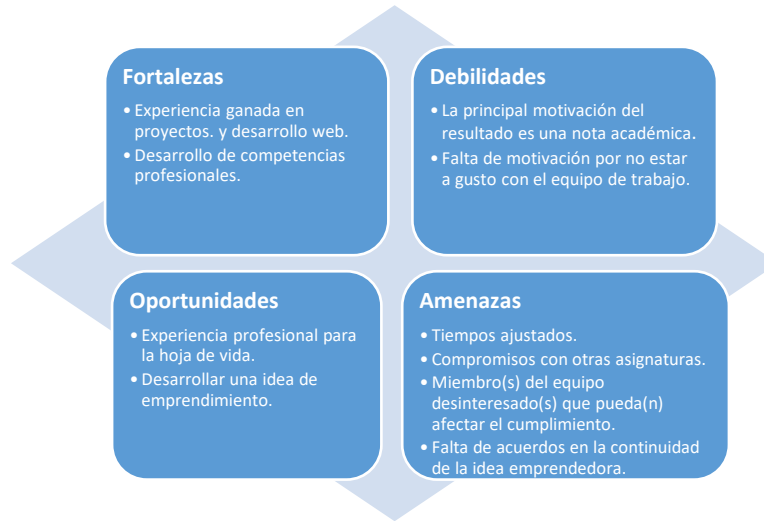 Fortalezas
• Experiencia ganada en
proyectos. y desarrollo web.
• Desarrollo de competencias
profesionales.
Debilidades
• La principal motivación del
resultado es una nota académica.
• Falta de motivación por no estar
a gusto con el equipo de trabajo.
Oportunidades
• Experiencia profesional para
la hoja de vida.
• Desarrollar una idea de
emprendimiento.
Amenazas
• Tiempos ajustados.
• Compromisos con otras asignaturas.
• Miembro(s) del equipo
desinteresado(s) que pueda(n)
afectar el cumplimiento.
• Falta de acuerdos en la continuidad
de la idea emprendedora.